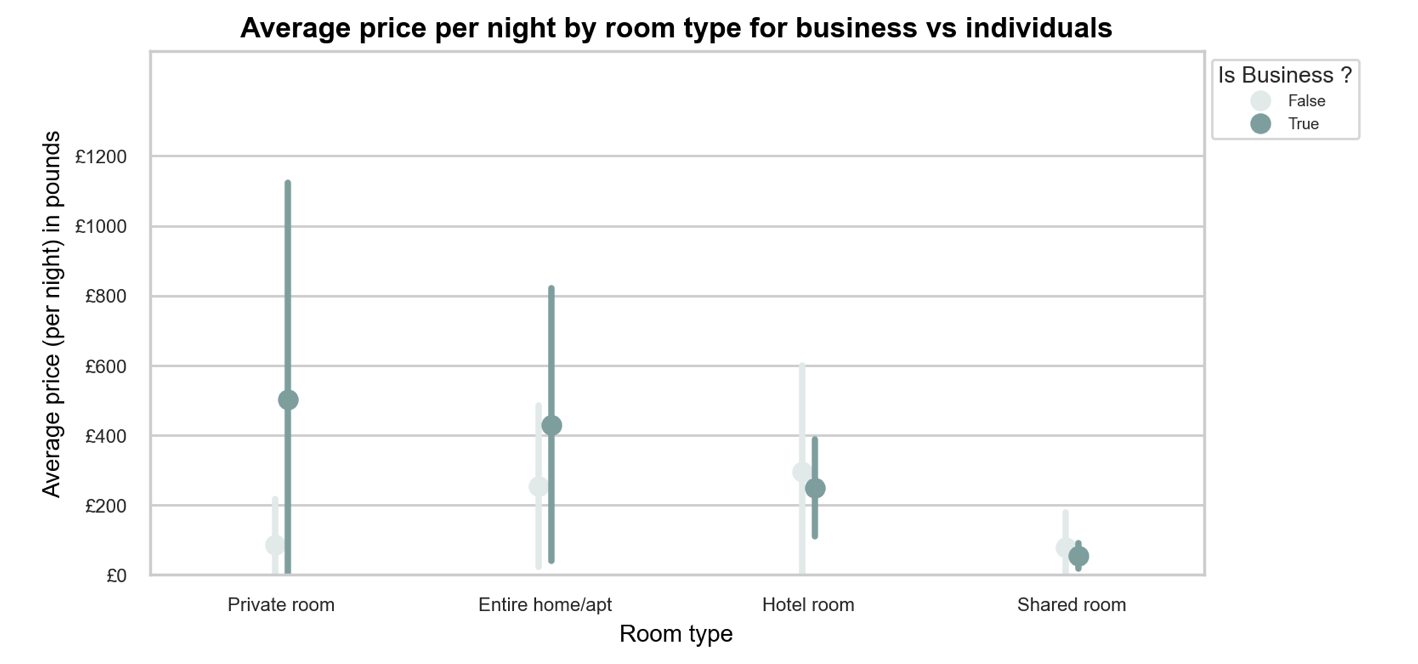 Average price per night by room type for business vs individuals
Is Business ?
False
True
Average price (per night) in pounds
£1200
£1000
£800
£600
£400
£200
£0
Private room
Entire home/apt
Hotel room
Shared room
Room type